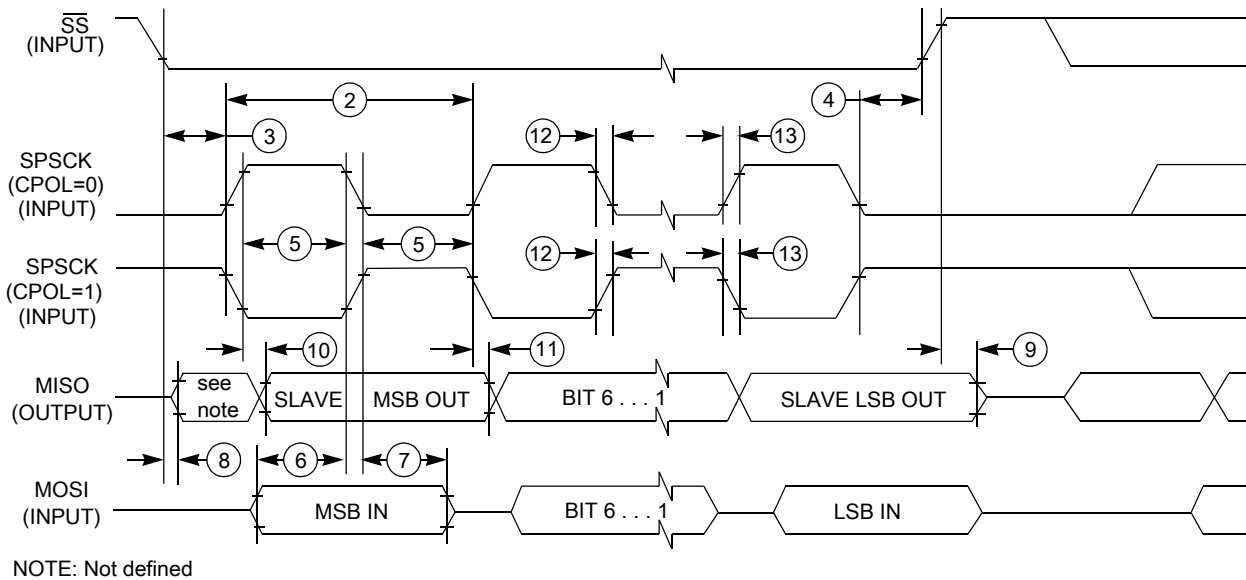 SS
(INPUT)
2
4
3
12
13
SPSCK
(CPOL=0)
(INPUT)
5
5
SPSCK
(CPOL=1)
(INPUT)
12
13
10
11
9
MISO
(OUTPUT)
see
note
SLAVE
MSB OUT
BIT 6 . . . 1
SLAVE LSB OUT
8
6
7
MOSI
(INPUT)
MSB IN
BIT 6 . . . 1
LSB IN
NOTE: Not defined